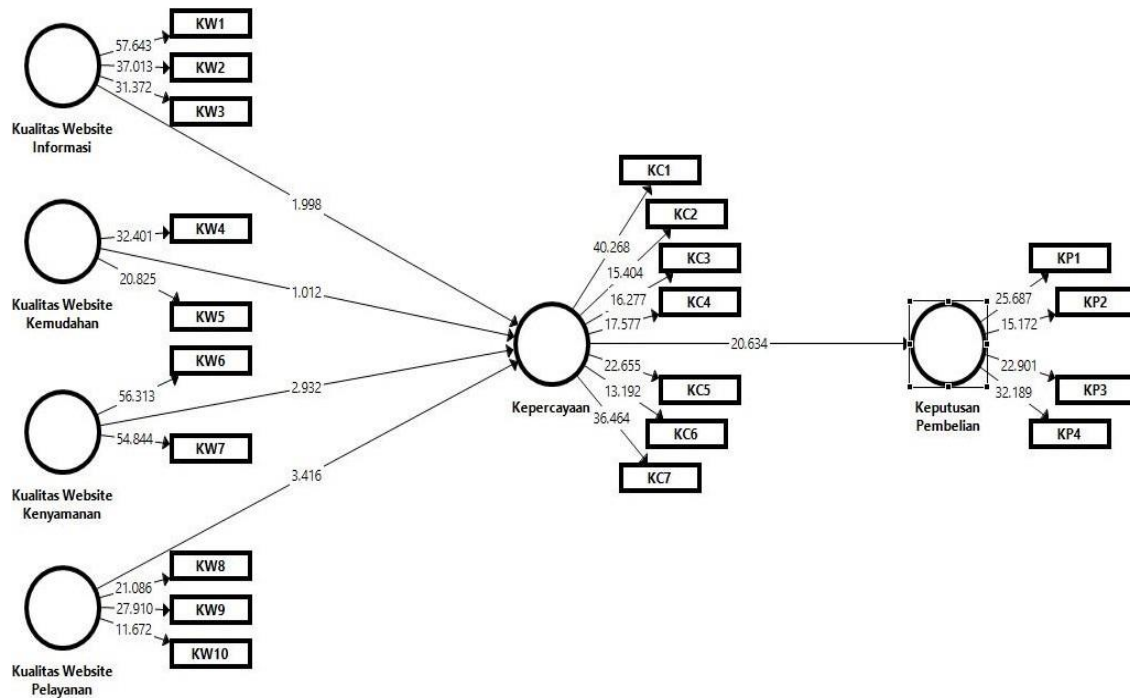 KW1
57.643
KW2
37.013
31.372
KW3
Kualitas Website
Informasi
1.998
KW4
32.401
20.825
KW5
Kualitas Website
Kemudahan
1.012
KW6
56.313
54.844
KW7
Kualitas Website
Kenyamanan
2.932
3.416
KW8
21.086
27.910
KW9
11.672
KW10
Kualitas Website
Pelayanan
KC1
KC2
40.268
15.404
KC3
16.277
KC4
17.577
22.655
KC5
13.192
KC6
36.464
KC7
Kepercayaan
20.634
KP1
25.687
KP2
15.172
22.901
KP3
32.189
KP4
Keputusan
Pembelian